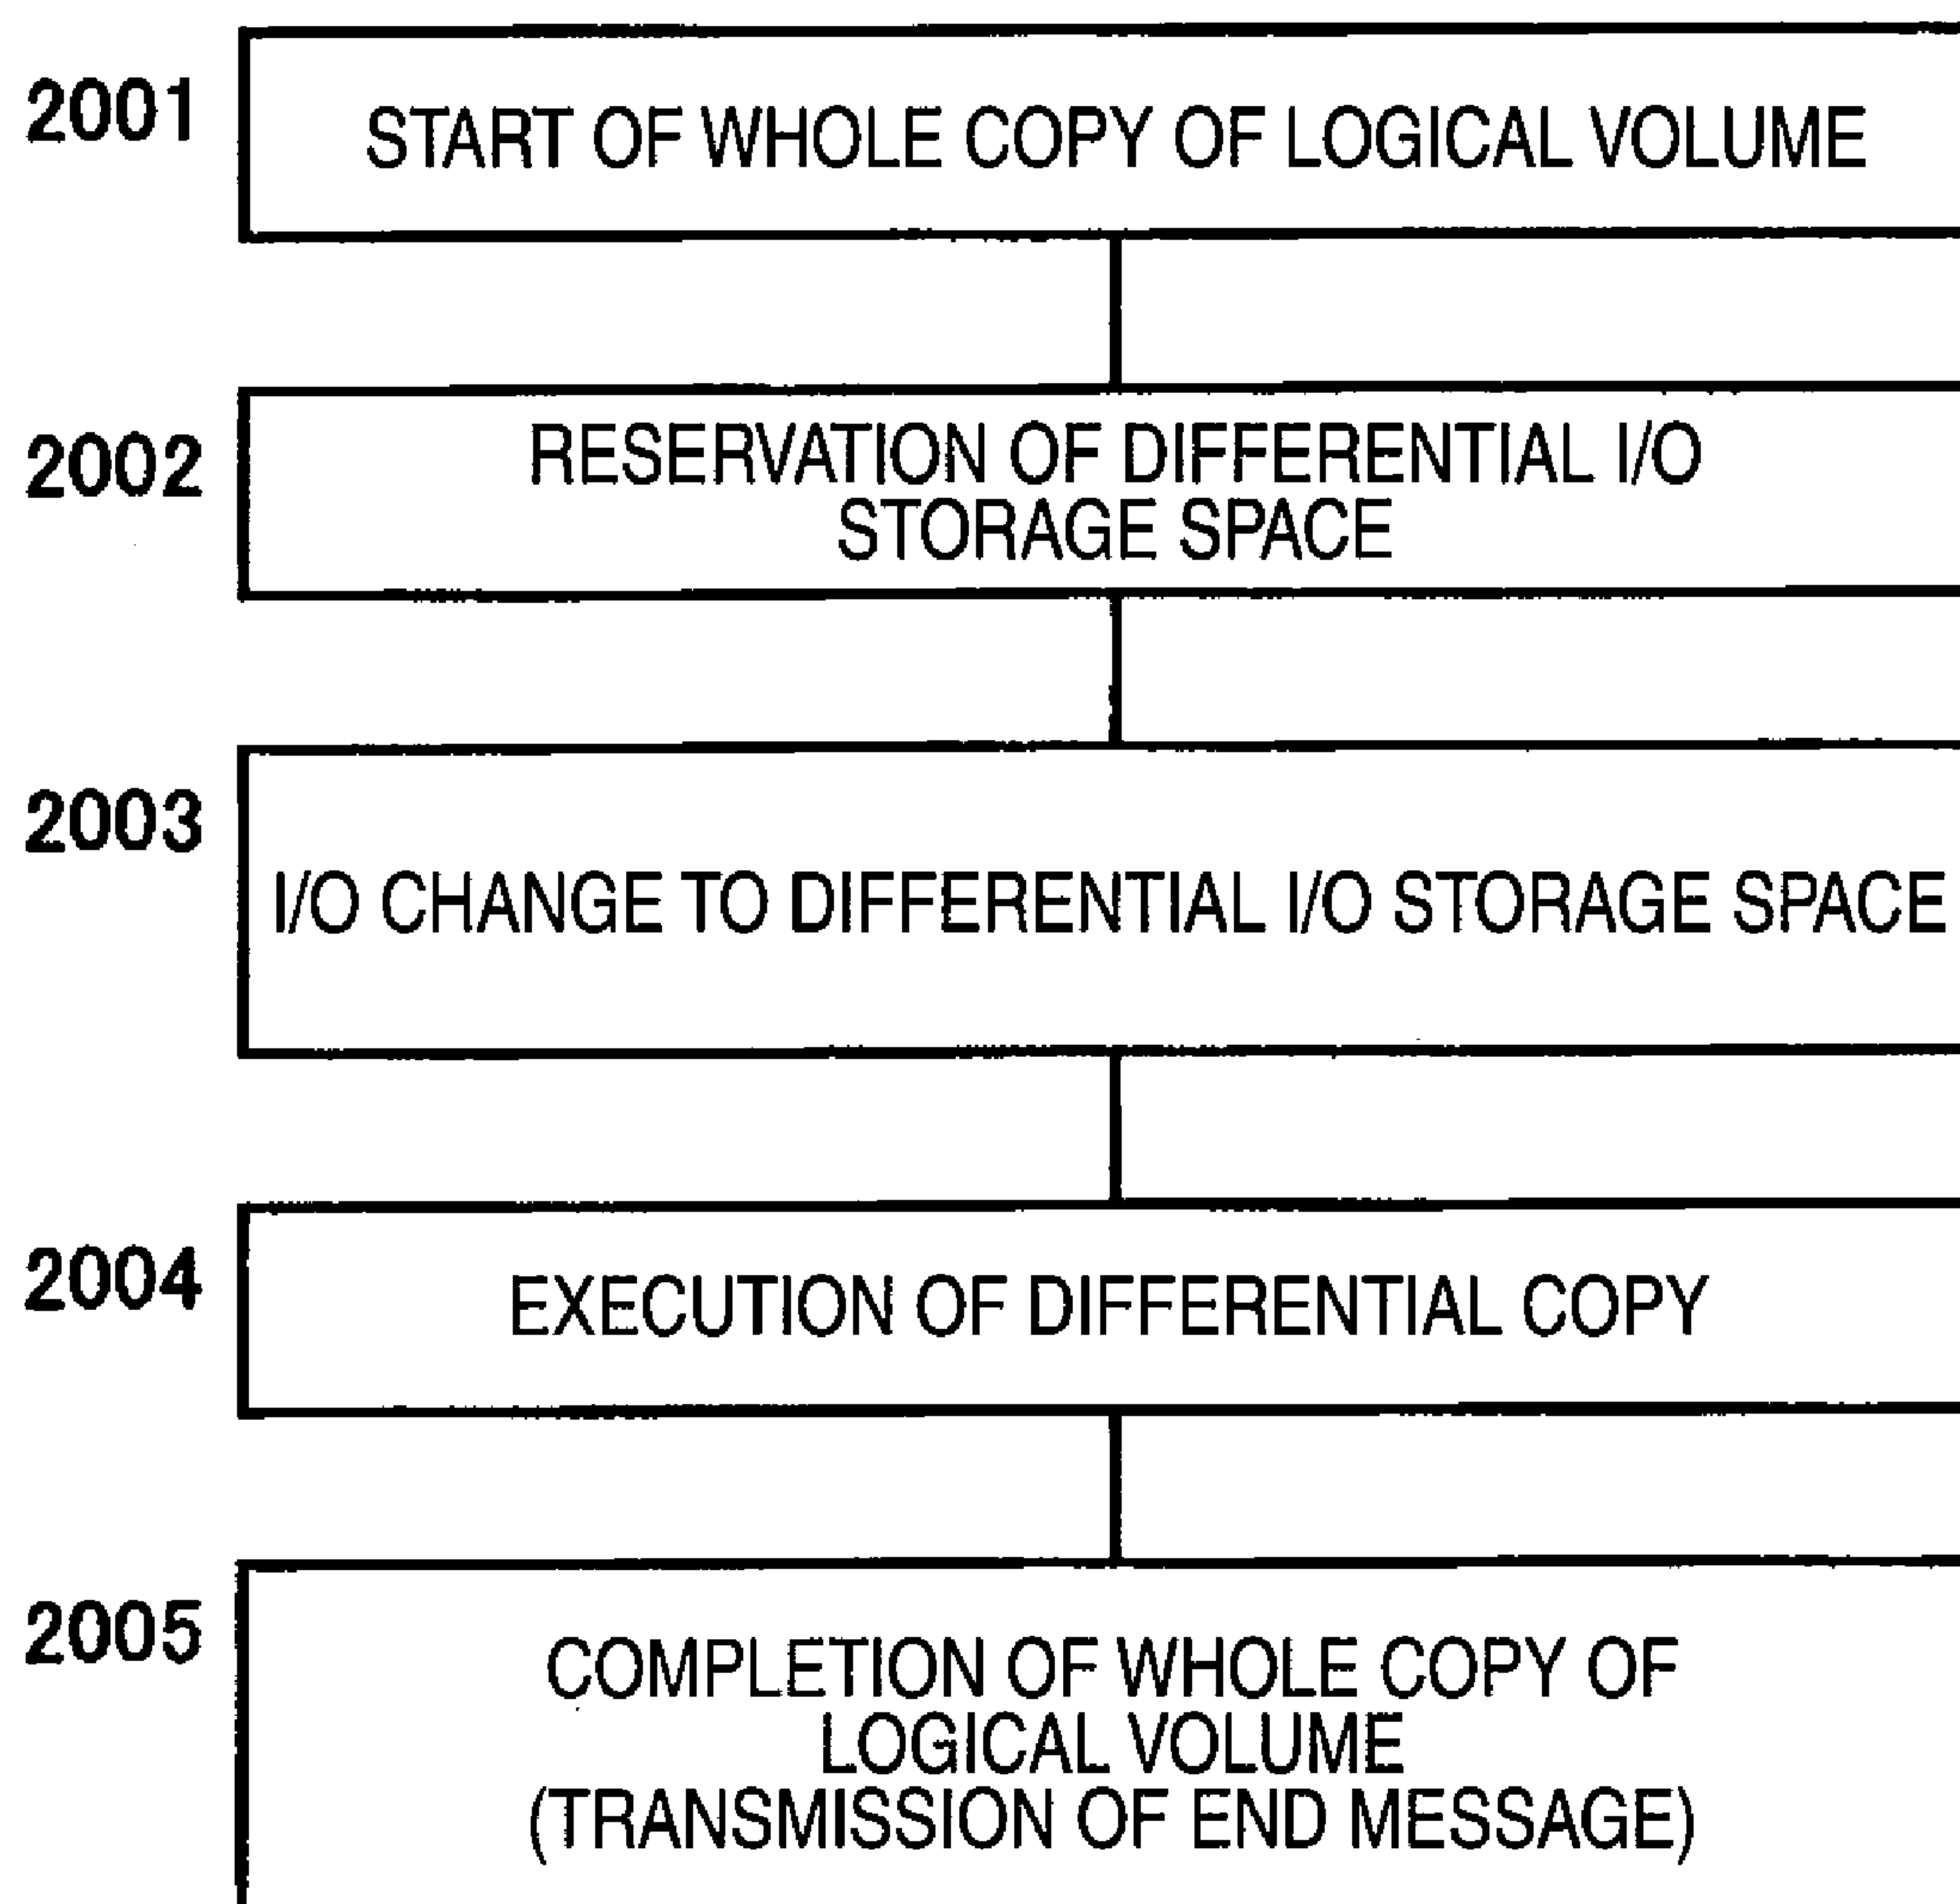 2001
START OF WHOLE COPY OF LOGICAL VOLUME
2002
RESERVATION OF DIFFERENTIAL I/O
STORAGE SPACE
2003
I/O CHANGE TO DIFFERENTIAL I/O STORAGE SPACE
2004
EXECUTION OF DIFFERENTIAL COPY
2005
COMPLETION OF WHOLE COPY OF
LOGICAL VOLUME
(TRANSMISSION OF END MESSAGE)